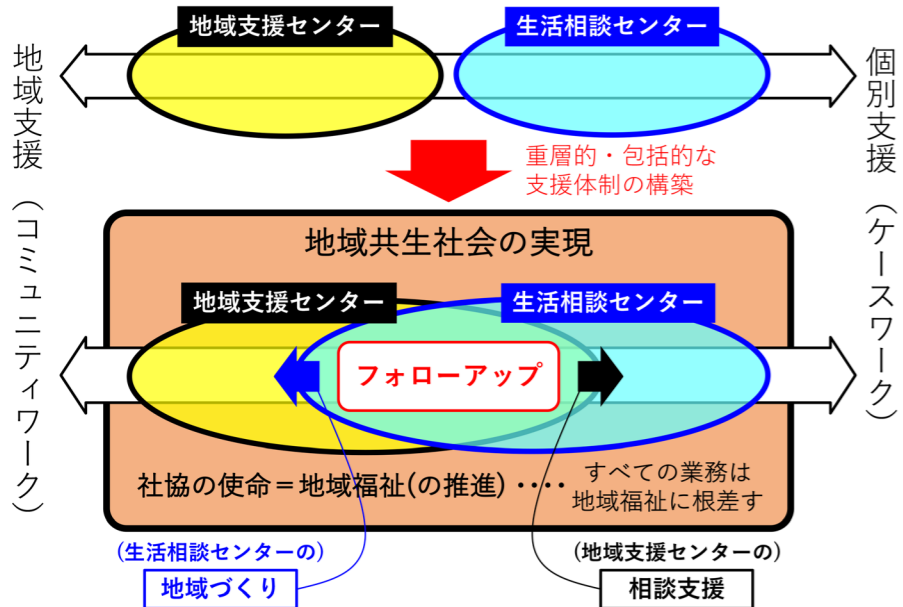 地域支援センター
生活相談センター
地域支援（コミュニティワーク）
個別支援（ケースワーク）
重層的・包括的な
支援体制の構築
地域共生社会の実現
地域支援センター
生活相談センター
フォローアップ
社協の使命＝地域福祉(の推進)‥‥
すべての業務は
地域福祉に根差す
(生活相談センターの)
地域づくり
(地域支援センターの)
相談支援